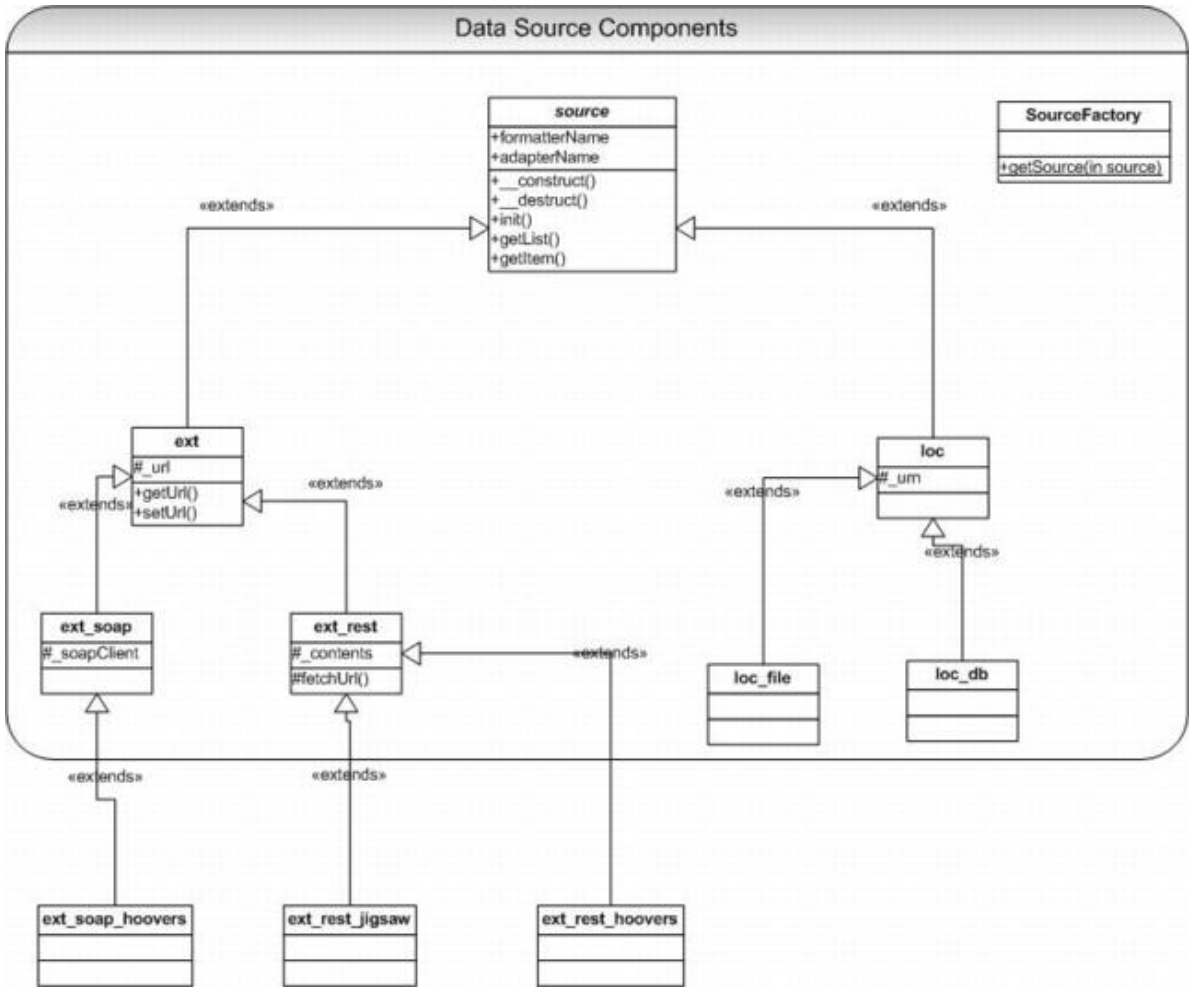 Data Source Components
source
+formatterName
+adapterName
+__construct()
+__destruct()
+init()
+getList()
+getItem()
SourceFactory
+getSource(in source)
«extends»
«extends»
ext
#_url
+getUrl()
+setUrl()
loc
#_urn
«extends»
«extends»
«extends»
«extends»
ext_soap
#_soapClient
ext_rest
#_contents
#fetchUrl()
«extends»
loc_file
loc_db
«extends»
«extends»
ext_soap_hoovers
ext_rest_jigsaw
ext_rest_hoovers